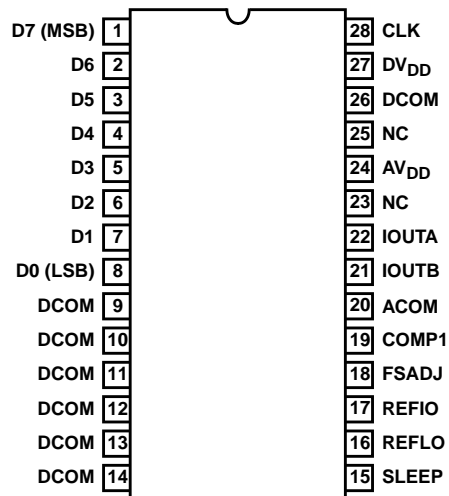 D7 (MSB) 1 28 CLK
D6 2 27 DVDD
D5 3 26 DCOM
D4 4 25 NC
D3 5 24 AVDD
D2 6 23 NC
D1 7 22 IOUTA
D0 (LSB) 8 21 IOUTB
DCOM 9 20 ACOM
DCOM 10 19 COMP1
DCOM 11 18 FSADJ
DCOM 12 17 REFIO
DCOM 13 16 REFLO
DCOM 14 15 SLEEP